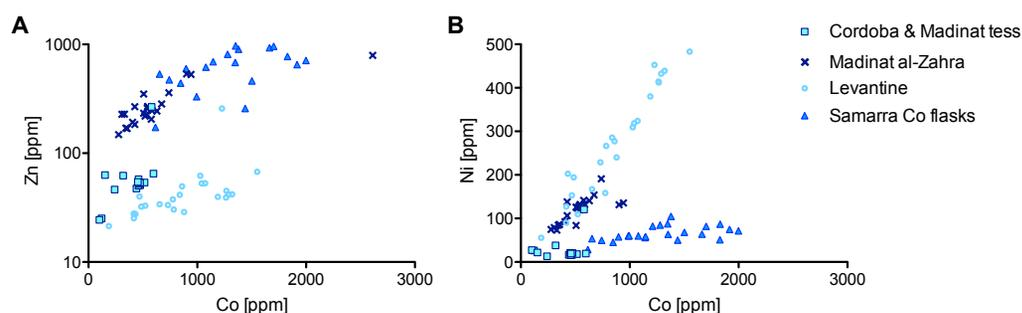 A
Zn [ppm]
1000
100
10
0
1000
2000
3000
Co [ppm]
B
Ni [ppm]
500
400
300
200
100
0
0
1000
2000
3000
Co [ppm]
Cordoba & Madinat tess
Madinat al-Zahra
Levantine
Samarra Co flasks